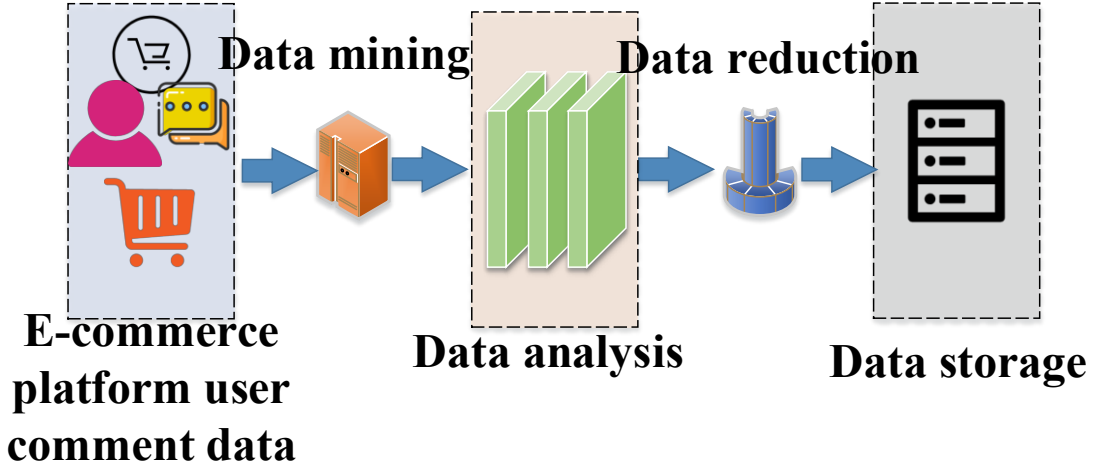 Data mining
Data reduction
E-commerce
platform user
comment data
Data analysis
Data storage